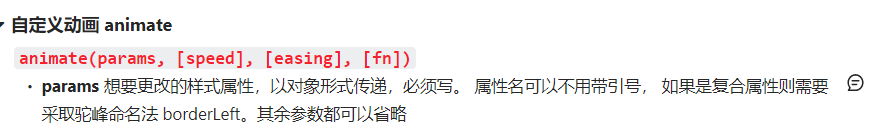 自定义动画 animate
animate(params, [speed], [easing], [fn])
• params 想要更改的样式属性，以对象形式传递，必须写。 属性名可以不用带引号， 如果是复合属性则需要
采取驼峰命名法 borderLeft。其余参数都可以省略